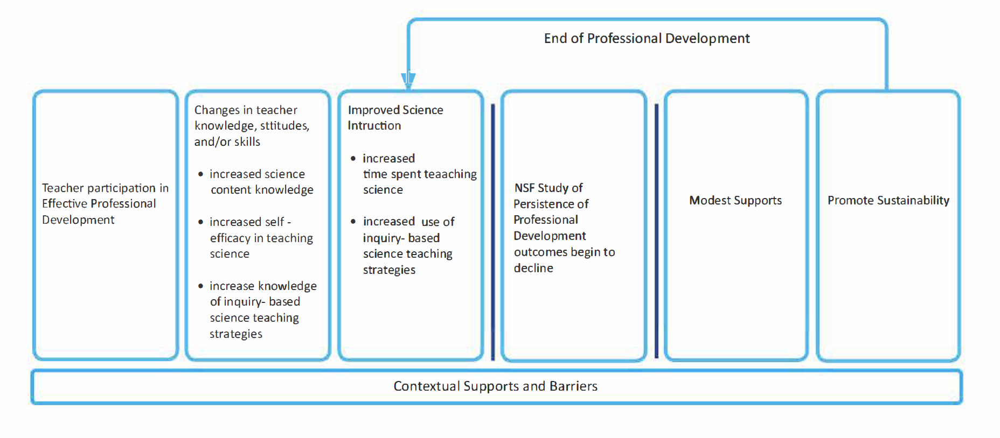 End of Professional Development
Teacher participation in
Effective Professional
Development
Changes in teacher
knowledge, sttitudes,
and/or skills
• increased science
content knowledge
• increased self -
efficacy in teaching
science
• increase knowledge
of inquiry- based
science teaching
strategies
Improved Science
Intruction
• increased
time spent teaaching
science
• increased use of
inquiry- based
science teaching
strategies
NSF Study of
Persistence of
Professional
Development
outcomes begin to
decline
Modest Supports
Promote Sustainability
Contextual Supports and Barriers